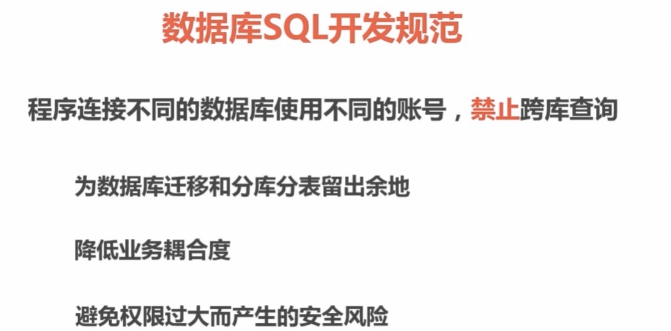 数据库SQL开发规范
程序连接不同的数据库使用不同的账号，禁止跨库查询
为数据库迁移和分库分表留出余地
降低业务耦合度
避免权限过大而产生的安全风险